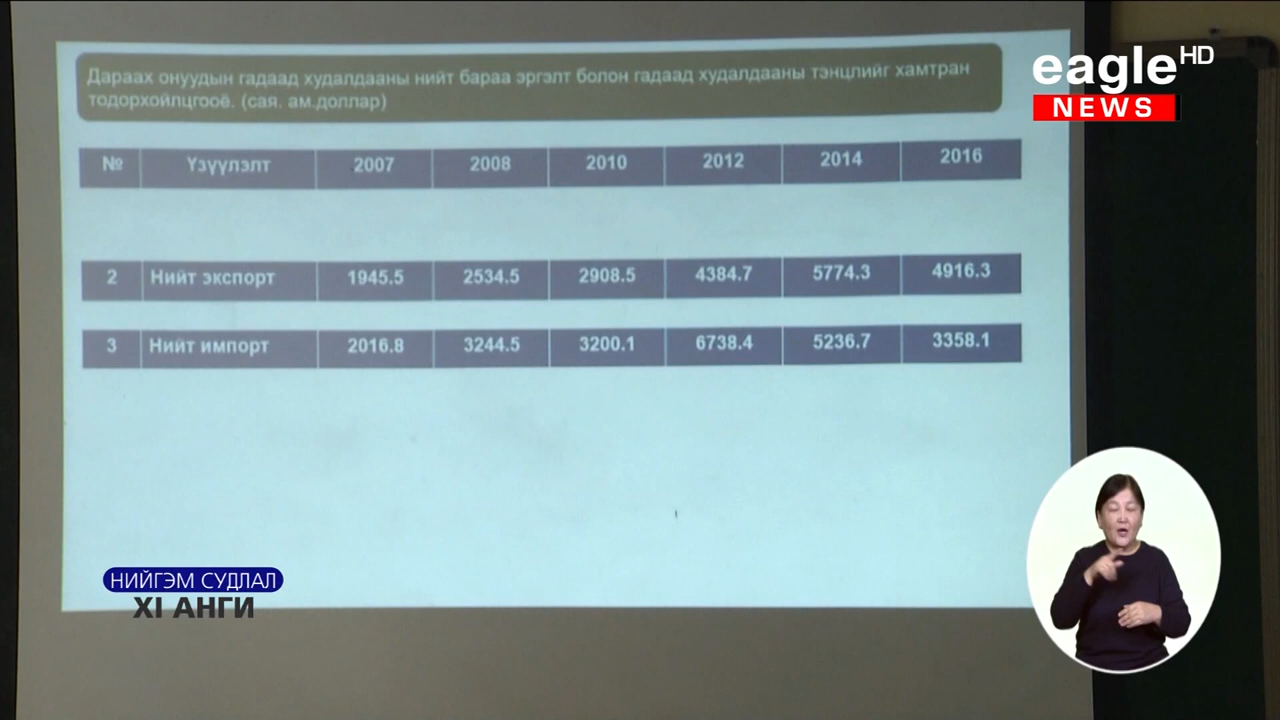 Дараах онуудын гадаад худалдааны нийт бараа эргэлт болон гадаад худалдааны тэнцлийг хамтран
тодорхойлцгооё. (сая. ам.доллар)
eagle HD
NEWS
№ Үзүүлэлт 2007 2008 2010 2012 2014 2016
2 Нийт экспорт 1945.5 2534.5 2908.5 4384.7 5774.3 4916.3
3 Нийт импорт 2016.8 3244.5 3200.1 6738.4 5236.7 3358.1
НИЙГЭМ СУДЛАЛ
XI АНГИ